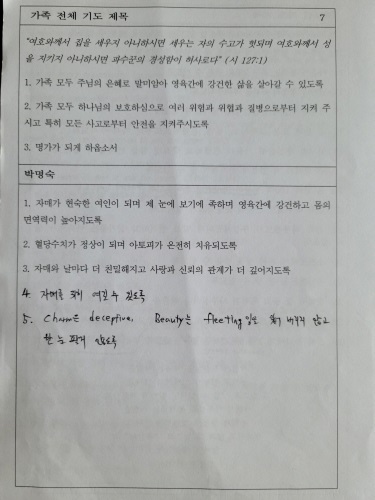 가족 전체 기도 제목 7
"여호와께서 집을 세우지 아니하시면 세우는 자의 수고가 헛되며 여호와께서 성
을 지키지 아니하시면 파수꾼의 경성함이 허사로다" (시 127:1)
1. 가족 모두 주님의 은혜로 말미암아 영육간에 강건한 삶을 살아갈 수 있도록
2. 가족 모두 하나님의 보호하심으로 여러 위험과 위협과 질병으로부터 지켜 주
시고 특히 모든 사고로부터 안전을 지켜주시도록
3. 명가가 되게 하옵소서
박명숙
1. 자매가 현숙한 여인이 되며 제 눈에 보기에 족하며 영육간에 강건하고 몸의
면역력이 높아지도록
2. 혈당수치가 정상이 되며 아토피가 온전히 치유되도록
3. 자매와 날마다 더 친밀해지고 사랑과 신뢰의 관계가 더 깊어지도록
4. 자매를 귀히 여길 수 있도록
5. Charm은 deceptive, Beauty는 fleeting 않고
한 눈 팔지 않도록